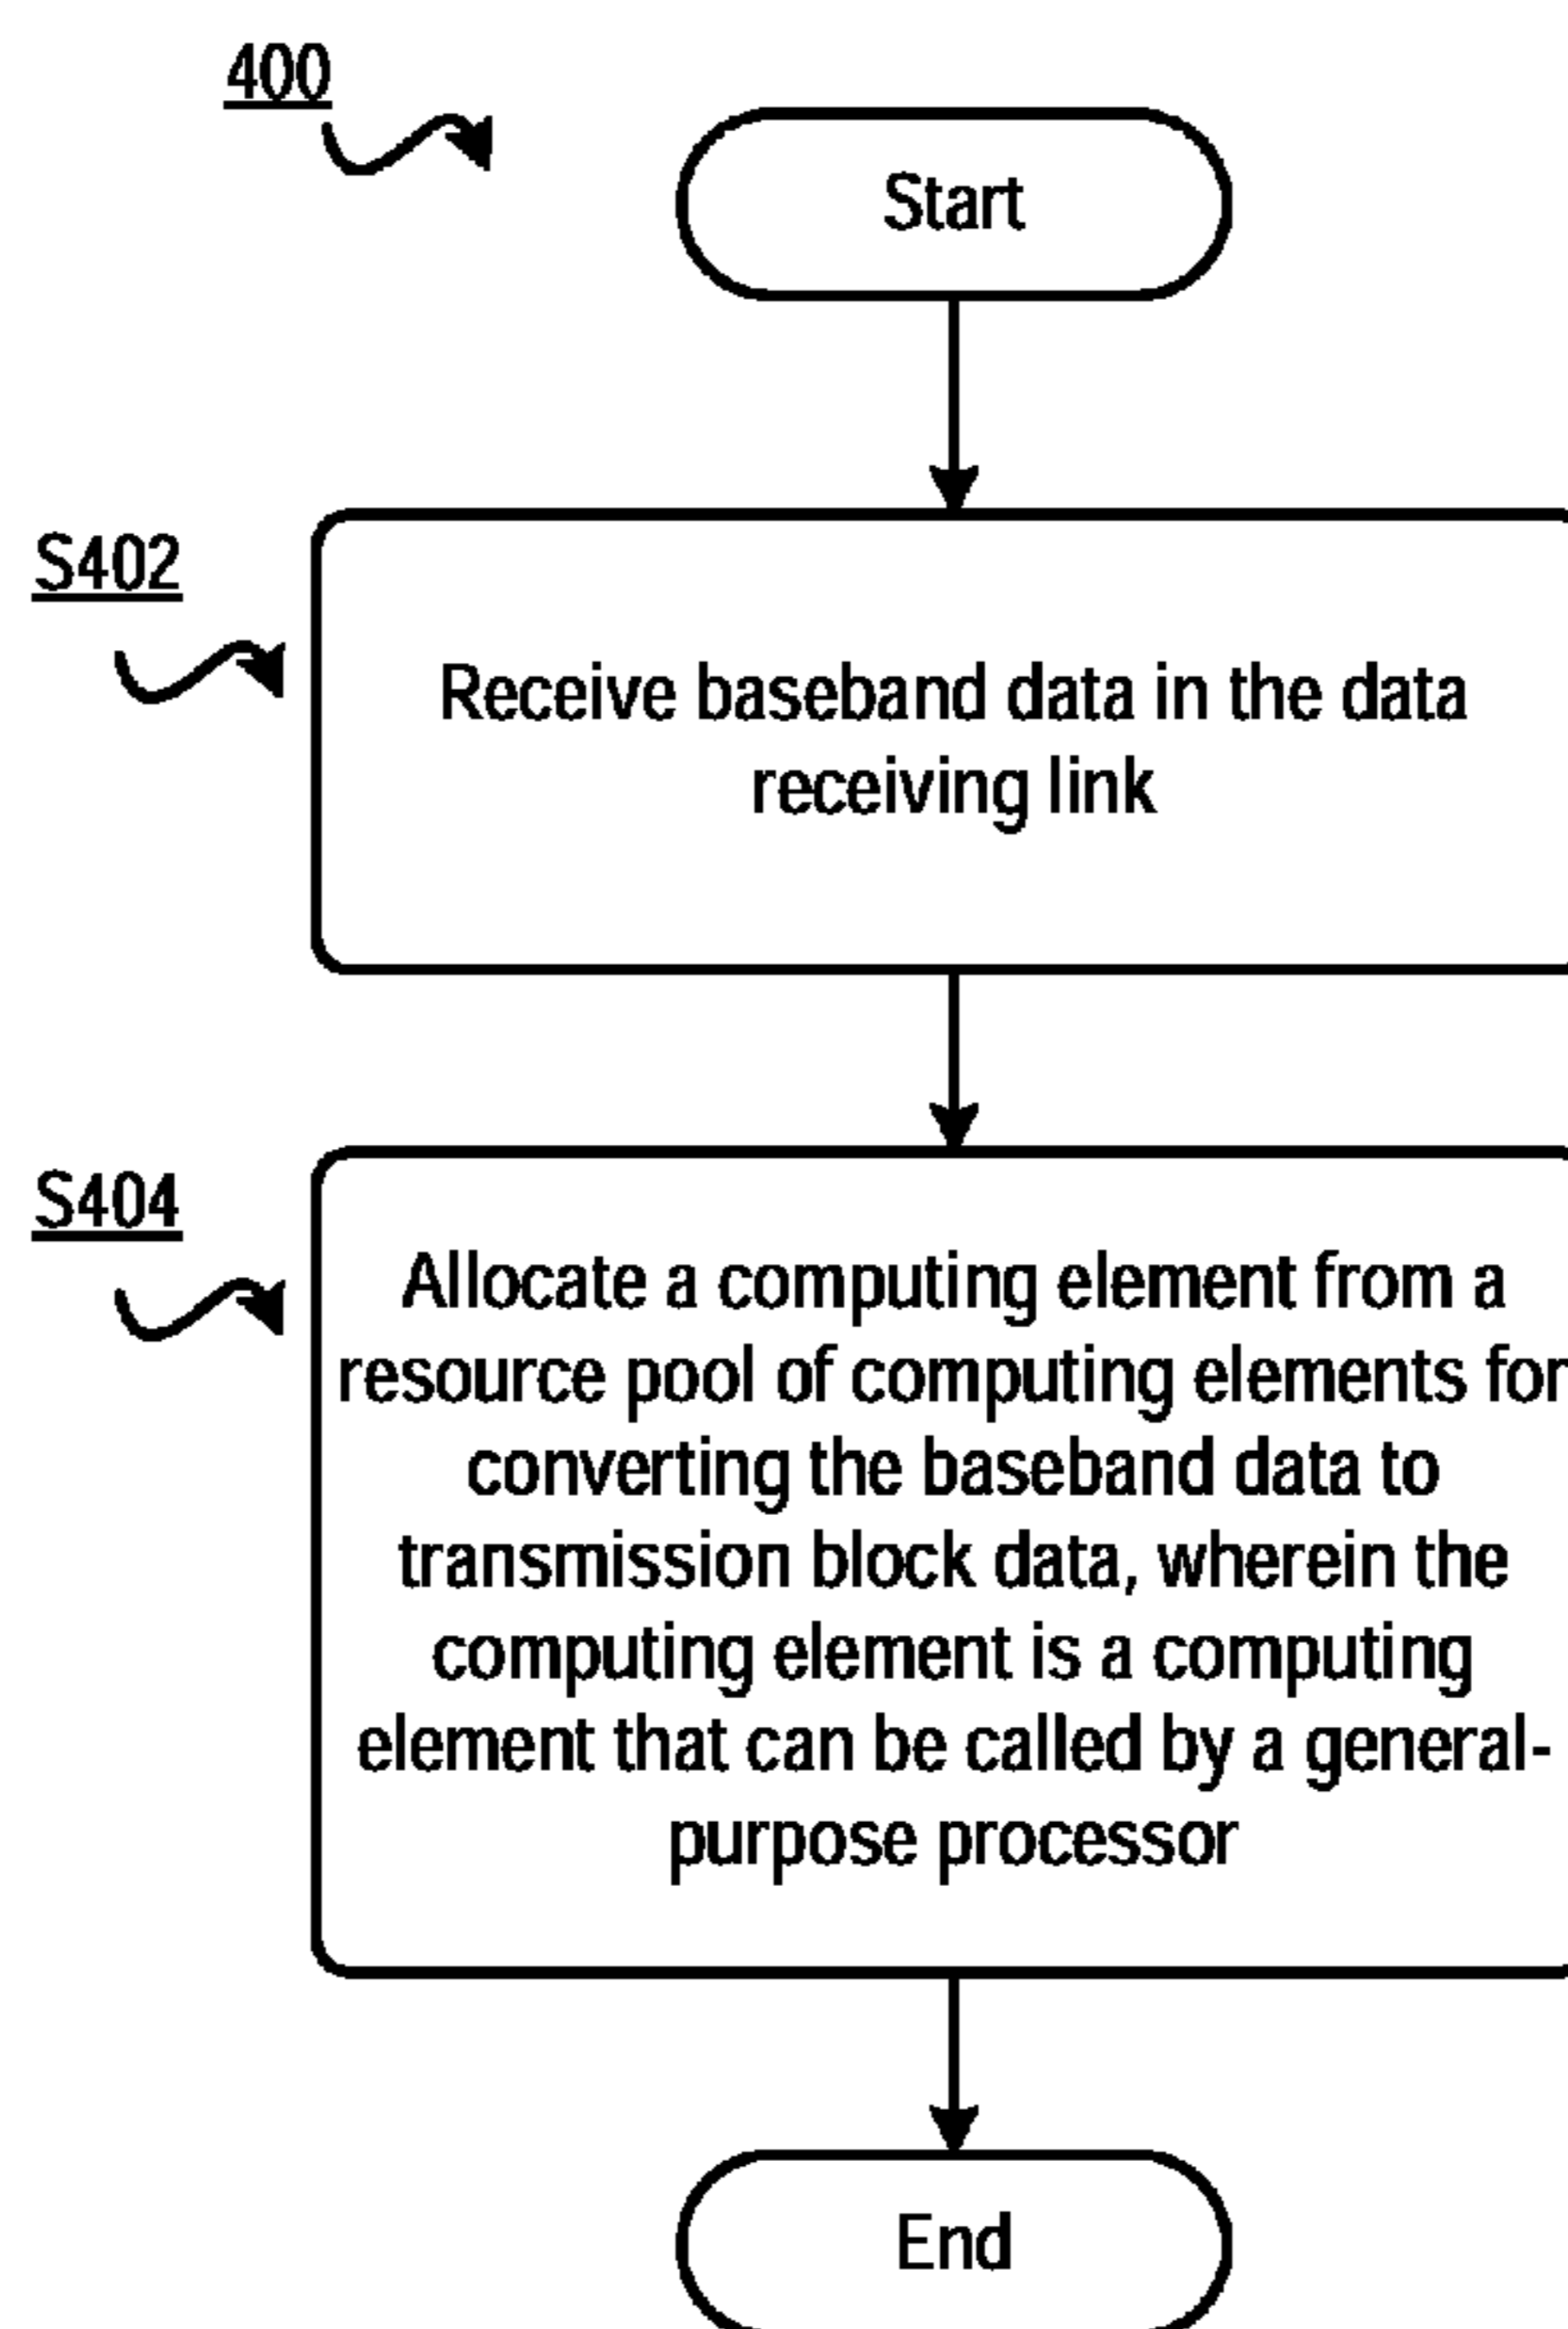 400
Start
S402
Receive baseband data in the data
receiving link
S404
Allocate a computing element from a
resource pool of computing elements for
converting the baseband data to
transmission block data, wherein the
computing element is a computing
element that can be called by a general-
purpose processor
End